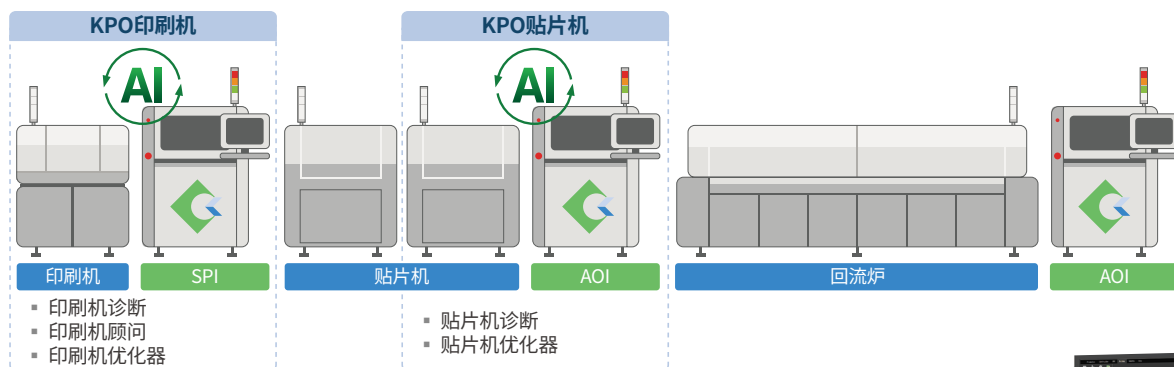 KPO印刷机
KPO贴片机
AI
AI
印刷机
SPI
贴片机
AOI
回流炉
AOI
▪ 印刷机诊断
▪ 印刷机顾问
▪ 印刷机优化器
▪ 贴片机诊断
▪ 贴片机优化器